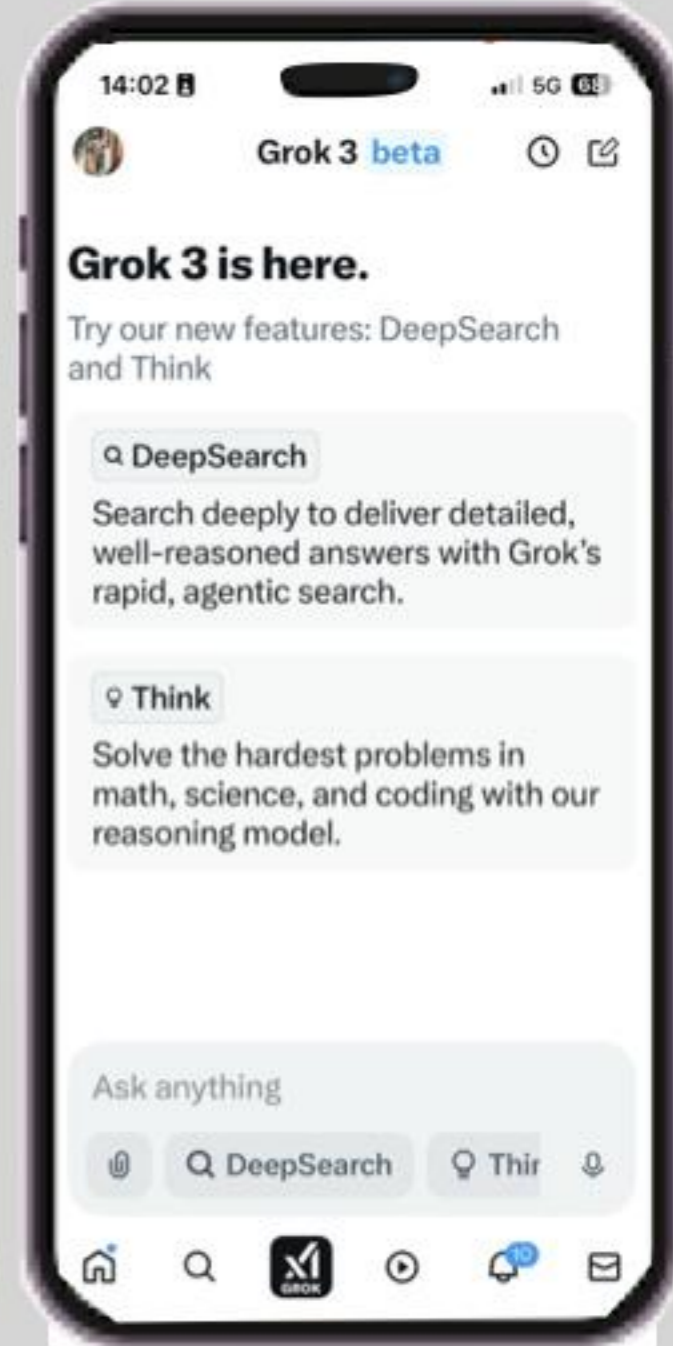 14:02
5G 68
Grok 3 beta
Grok 3 is here.
Try our new features: DeepSearch
and Think
DeepSearch
Search deeply to deliver detailed,
well-reasoned answers with Grok’s
rapid, agentic search.
Think
Solve the hardest problems in
math, science, and coding with our
reasoning model.
Ask anything
DeepSearch
Thin
10
GROK